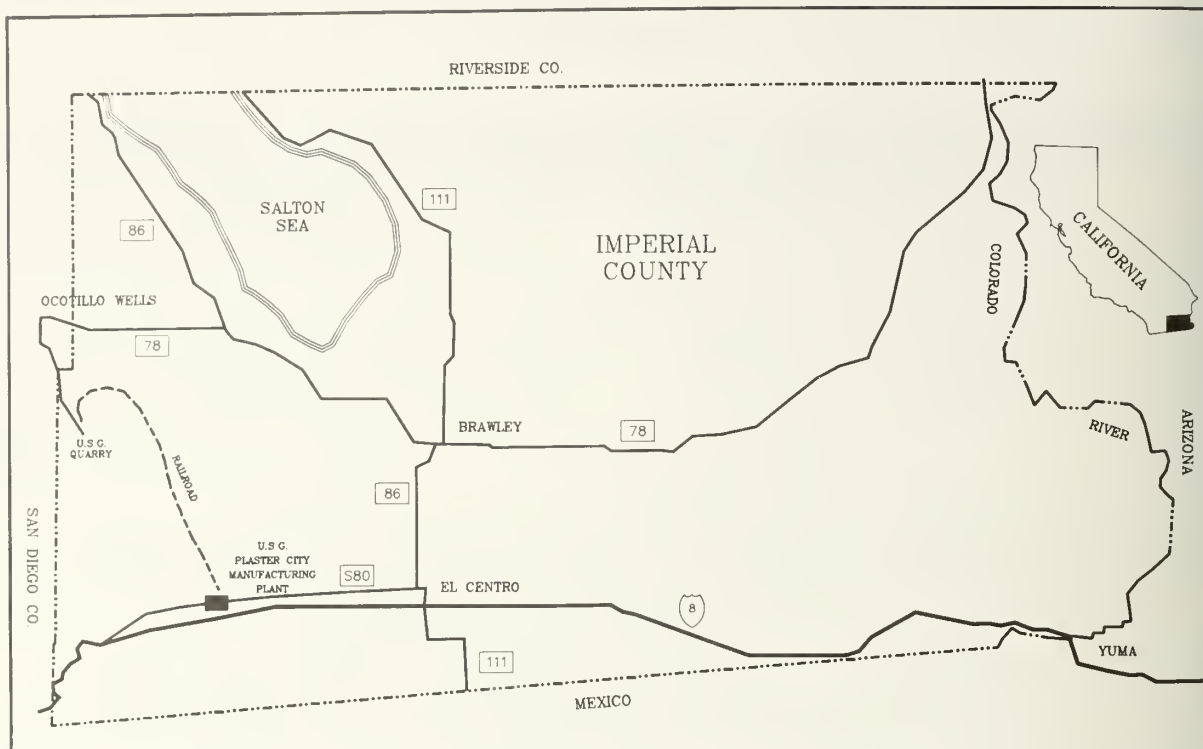 RIVERSIDE CO.
SALTON
SEA
111
86
IMPERIAL
COUNTY
CALIFORNIA
COLORADO
OCOTILLO WELLS
78
U.S.G.
QUARRY
RAILROAD
BRAWLEY
78
RIVER
ARIZONA
86
SAN DIEGO CO.
U.S.G.
PLASTER CITY
MANUFACTURING
PLANT
S80
EL CENTRO
8
111
YUMA
MEXICO